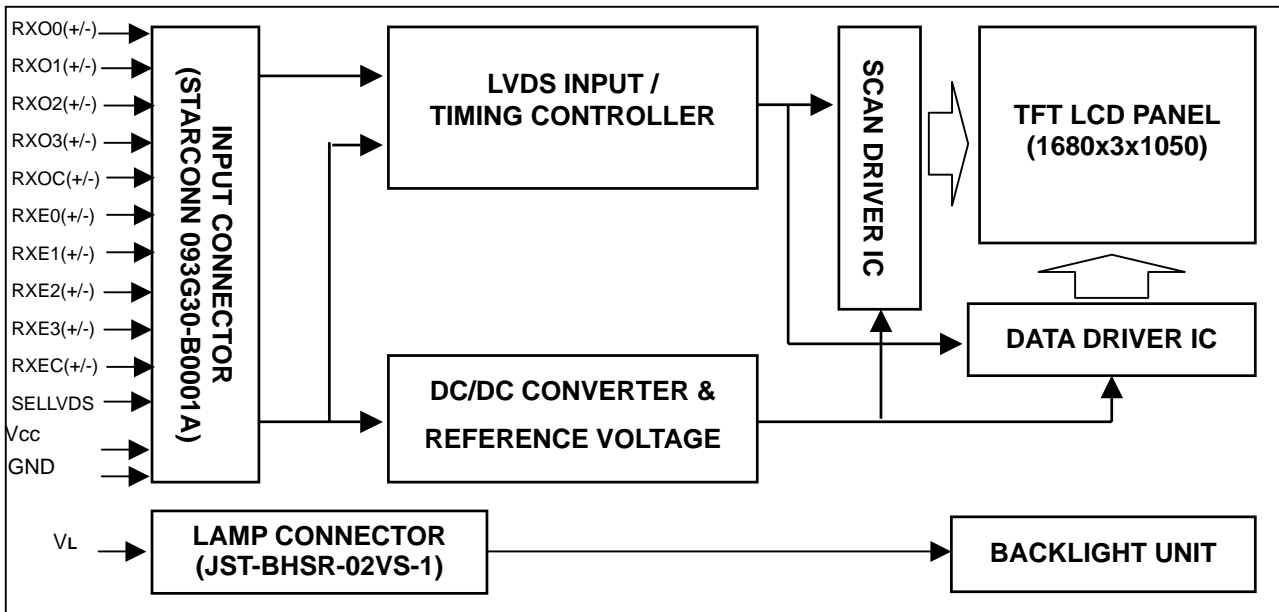 RXO0(+/-)
RXO1(+/-)
RXO2(+/-)
RXO3(+/-)
RXOC(+/-)
RXE0(+/-)
RXE1(+/-)
RXE2(+/-)
RXE3(+/-)
RXEC(+/-)
SELLVDS
Vcc
GND
INPUT CONNECTOR
(STARCONN 093G30-B0001A)
LVDS INPUT /
TIMING CONTROLLER
SCAN DRIVER IC
TFT LCD PANEL
(1680x3x1050)
DATA DRIVER IC
DC/DC CONVERTER &
REFERENCE VOLTAGE
VL
LAMP CONNECTOR
(JST-BHSR-02VS-1)
BACKLIGHT UNIT